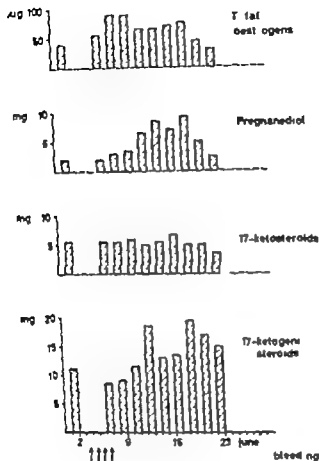 µg 100
50
T tal
oest ogens
mg 10
5
Pregnanediol
mg 10
5
17-ketosteroids
mg 20
15
10
5
17-ketogeni
steroids
2 9 16 23 june
bleed ng